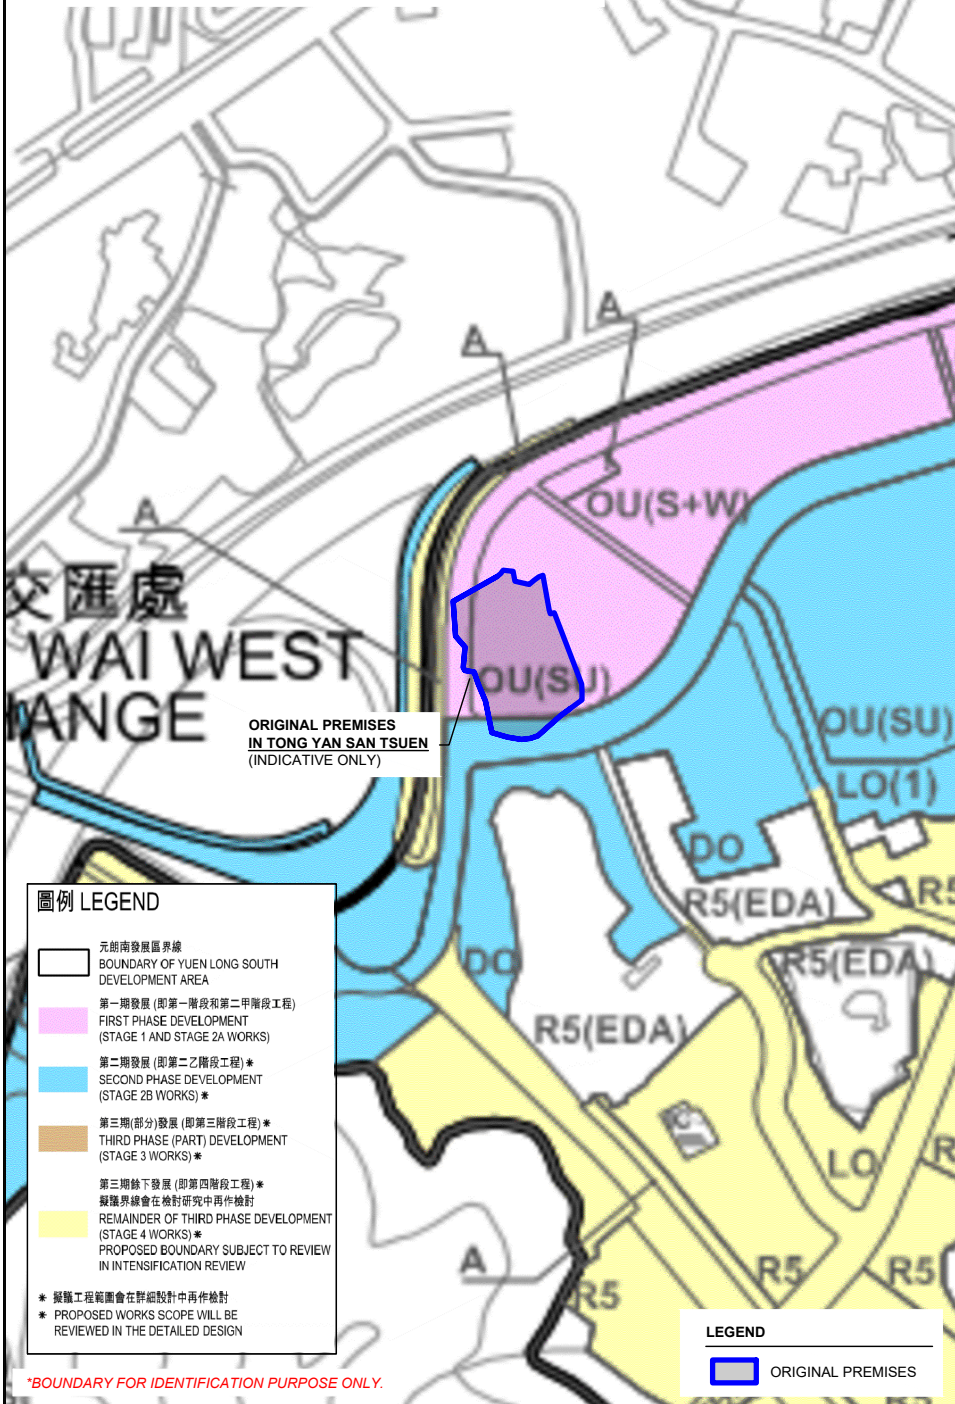 A
A
OU(S+W)
A
交匯處
WAI WEST
HANGE
OU(SU)
ORIGINAL PREMISES
IN TONG YAN SAN TSUEN
(INDICATIVE ONLY)
OU(SU)
LO(1)
DO
R5(EDA)
DO
R5(EDA)
R5(EDA)
LO
A
R5
R5
R5
圖例 LEGEND
元朗南發展區界線
BOUNDARY OF YUEN LONG SOUTH
DEVELOPMENT AREA
第一期發展 (即第一階段和第二甲階段工程)
FIRST PHASE DEVELOPMENT
(STAGE 1 AND STAGE 2A WORKS)
第二期發展 (即第二乙階段工程)＊
SECOND PHASE DEVELOPMENT
(STAGE 2B WORKS)＊
第三期(部分)發展 (即第三階段工程)＊
THIRD PHASE (PART) DEVELOPMENT
(STAGE 3 WORKS)＊
第三期餘下發展 (即第四階段工程)＊
擬議界線會在檢討研究中再作檢討
REMAINDER OF THIRD PHASE DEVELOPMENT
(STAGE 4 WORKS)＊
PROPOSED BOUNDARY SUBJECT TO REVIEW
IN INTENSIFICATION REVIEW
＊ 擬議工程範圍會在詳細設計中再作檢討
＊ PROPOSED WORKS SCOPE WILL BE
REVIEWED IN THE DETAILED DESIGN
*BOUNDARY FOR IDENTIFICATION PURPOSE ONLY.
LEGEND
ORIGINAL PREMISES